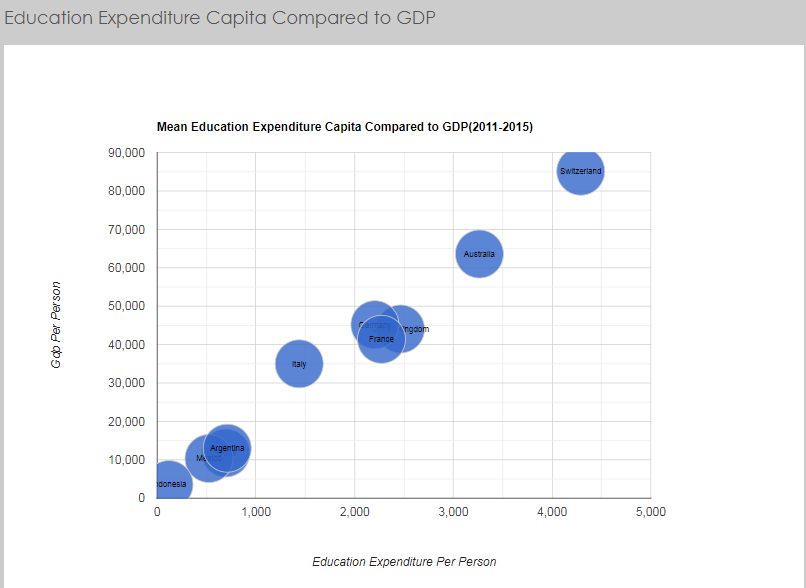 Education Expenditure Capita Compared to GDP
Mean Education Expenditure Capita Compared to GDP(2011-2015)
90,000
80,000
70,000
60,000
50,000
40,000
30,000
20,000
10,000
0
Gdp Per Person
Switzerland
Australia
France
Italy
Argentina
0
1,000
2,000
3,000
4,000
5,000
Education Expenditure Per Person